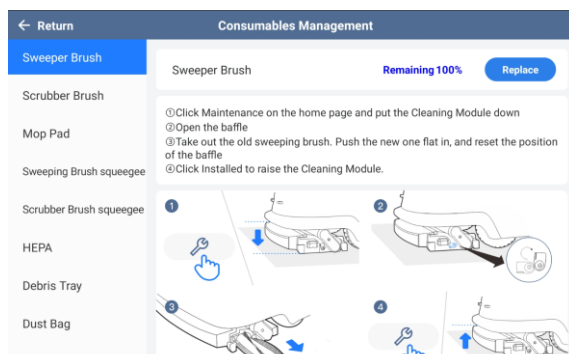 ← Return
Consumables Management
Sweeper Brush
Scrubber Brush
Mop Pad
Sweeping Brush squeegee
Scrubber Brush squeegee
HEPA
Debris Tray
Dust Bag
Sweeper Brush
Remaining 100%
Replace
①Click Maintenance on the home page and put the Cleaning Module down
②Open the baffle
③Take out the old sweeping brush. Push the new one flat in, and reset the position
of the baffle
④Click Installed to raise the Cleaning Module.
1
2
3
4